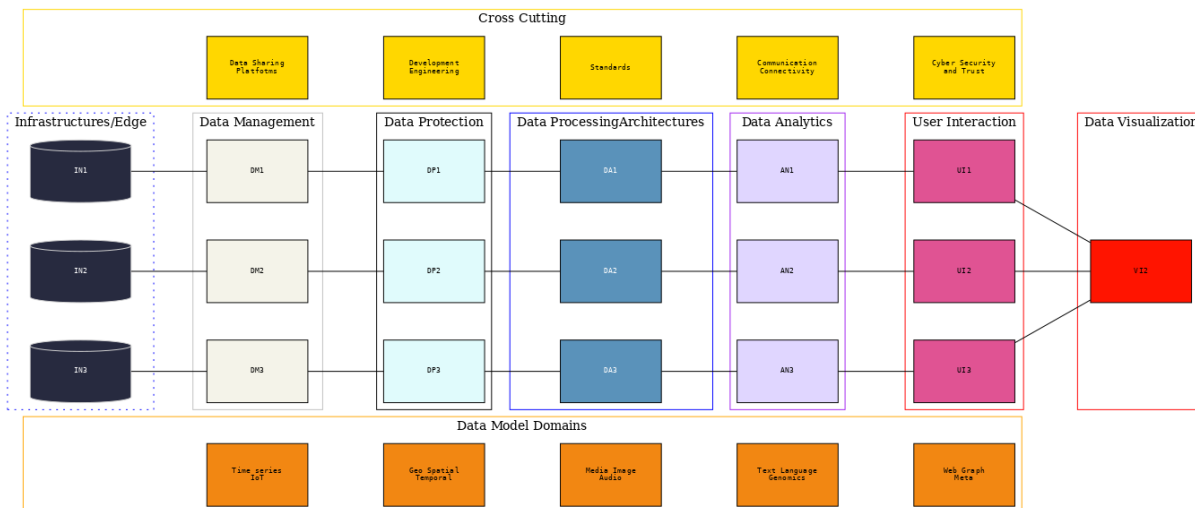 Cross Cutting
Data Sharing
Platfotms
Development
Engineering
Standards
Communication
Connectivity
Cyber Security
and Trust
Infrastructures/Edge
Data Management
Data Protection
Data ProcessingArchitectures
Data Analytics
User Interaction
Data Visualization
IN1
DM1
DP1
DA1
AN1
UI1
IN2
DM2
DP2
DA2
AN2
UI2
VI2
IN3
DM3
DP3
DA3
AN3
UI3
Data Model Domains
Time series
IoT
Geo Spatial
Temporal
Media Image
Audio
Text Language
Genomics
Web Graph
Meta